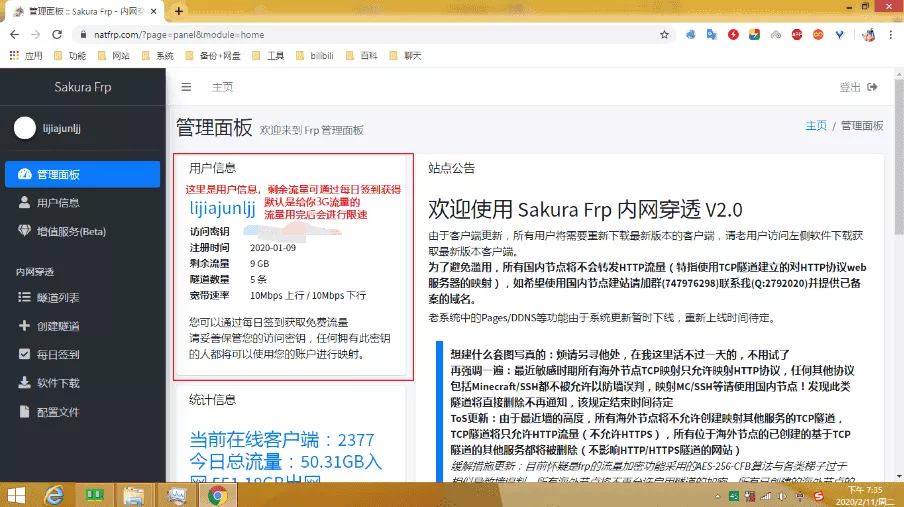 管理面板 :: Sakura Frp - 内网穿
natfrp.com/?page=panel&module=home
应用 功能 网站 系统 备份+网盘 工具 bilibili 百科 聊天
Sakura Frp
主页
登出
lijiajunljj
管理面板 欢迎来到 Frp 管理面板
主页 / 管理面板
管理面板
用户信息
增值服务(Beta)
内网穿透
隧道列表
创建隧道
每日签到
软件下载
配置文件
用户信息
这里是用户信息，剩余流量可通过每日签到获得
默认是给你3G流量的
流量用完后会进行限速
lijiajunljj
访问密钥
注册时间 2020-01-09
剩余流量 9 GB
隧道数量 5 条
宽带速率 10Mbps 上行 / 10Mbps 下行
您可以通过每日签到获取免费流量
请妥善保管您的访问密钥，任何拥有此密钥
的人都将可以使用您的账户进行映射。
统计信息
当前在线客户端：2377
今日总流量：50.31GB入
站点公告
欢迎使用 Sakura Frp 内网穿透 V2.0
由于客户端更新，所有用户将需要重新下载最新版本的客户端，请老用户访问左侧软件下载获
取最新版本客户端。
为了避免滥用，所有国内节点将不会转发HTTP流量（特指使用TCP隧道建立的对HTTP协议web
服务器的映射），如希望使用国内节点建站请加群(747976298)联系我(Q:2792020)并提供已备
案的域名。
老系统中的Pages/DDNS等功能由于系统更新暂时下线，重新上线时间待定。
想建什么套图写真的：烦请另寻他处，在我这里活不过一天的，不用试了
再强调一遍：最近敏感时期所有海外节点TCP映射只允许映射HTTP协议，任何其他协议
包括Minecraft/SSH都不被允许以防墙误判，映射MC/SSH等请使用国内节点！发现此类
隧道将直接删除不再通知，该规定结束时间待定
ToS更新：由于最近墙的高度，所有海外节点将不允许创建映射其他服务的TCP隧道，
TCP隧道将只允许HTTP流量（不允许HTTPS），所有位于海外节点的已创建的基于TCP
隧道的其他服务都将被删除（不影响HTTP/HTTPS隧道的网站）
缓解措施更新：目前怀疑是frp的流量加密功能采用的AES-256-CFB算法与各类梯子过于
下午 7:35
2020/2/11/周二